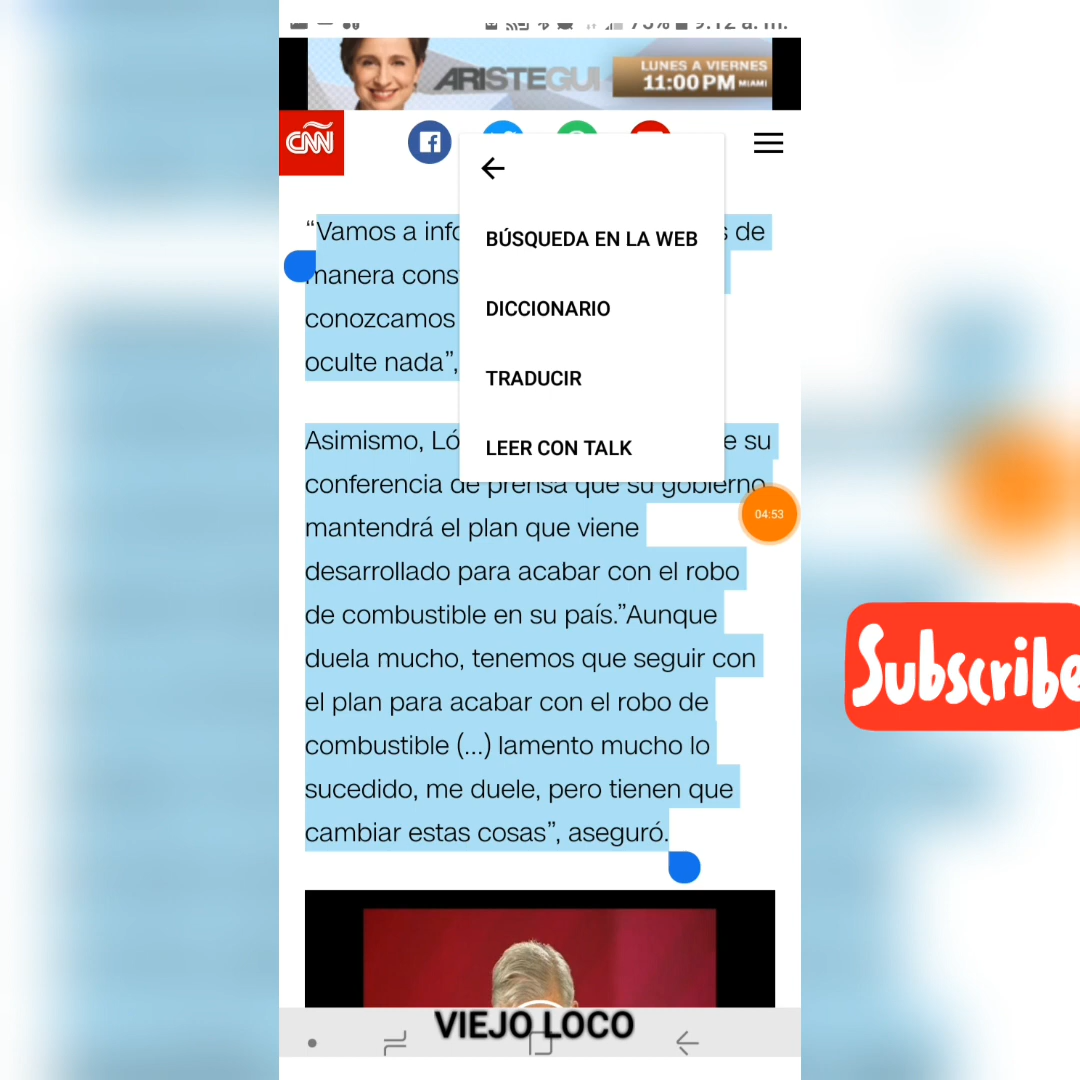 75% 9:12 a. m.
ARISTEGUI
LUNES A VIERNES
11:00 PM MIAMI
CNN
←
BÚSQUEDA EN LA WEB
DICCIONARIO
TRADUCIR
LEER CON TALK
“Vamos a de
manera cons
conozcamos
oculte nada”,
Asimismo, e su
conferencia de prensa que su gobierno
mantendrá el plan que viene
desarrollado para acabar con el robo
de combustible en su país.”Aunque
duela mucho, tenemos que seguir con
el plan para acabar con el robo de
combustible (...) lamento mucho lo
sucedido, me duele, pero tienen que
cambiar estas cosas”, aseguró.
04:53
Subscribe
VIEJO LOCO